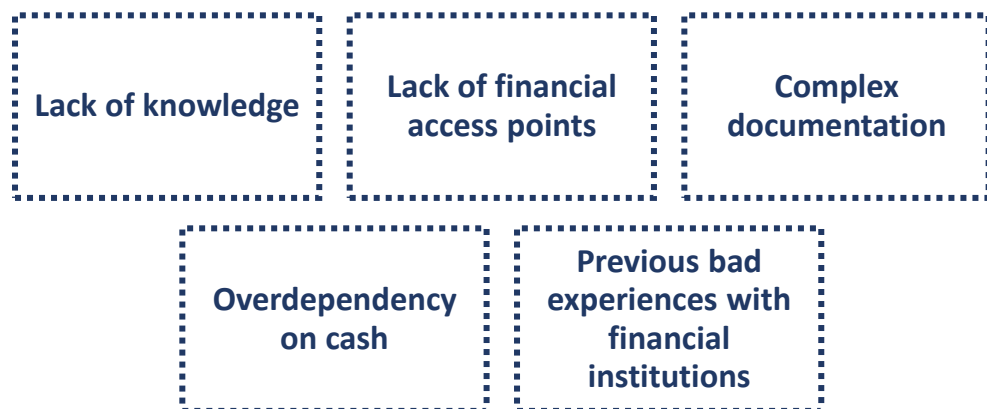 Lack of knowledge
Lack of financial
access points
Complex
documentation
Overdependency
on cash
Previous bad
experiences with
financial
institutions